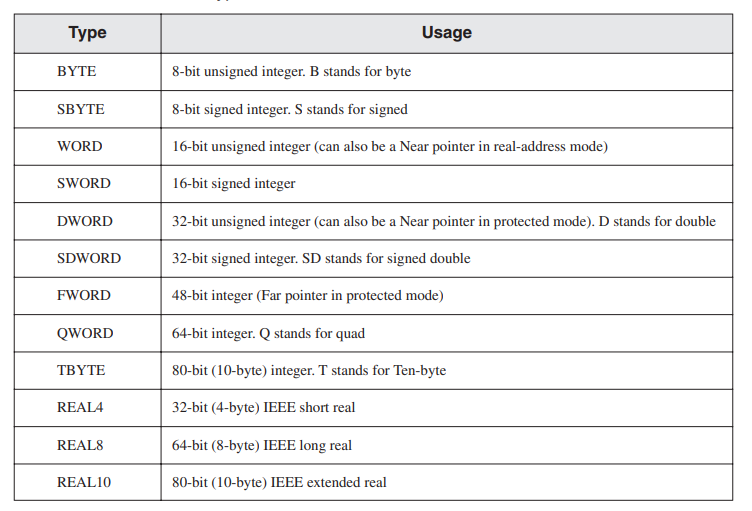 Type Usage
BYTE 8-bit unsigned integer. B stands for byte
SBYTE 8-bit signed integer. S stands for signed
WORD 16-bit unsigned integer (can also be a Near pointer in real-address mode)
SWORD 16-bit signed integer
DWORD 32-bit unsigned integer (can also be a Near pointer in protected mode). D stands for double
SDWORD 32-bit signed integer. SD stands for signed double
FWORD 48-bit integer (Far pointer in protected mode)
QWORD 64-bit integer. Q stands for quad
TBYTE 80-bit (10-byte) integer. T stands for Ten-byte
REAL4 32-bit (4-byte) IEEE short real
REAL8 64-bit (8-byte) IEEE long real
REAL10 80-bit (10-byte) IEEE extended real